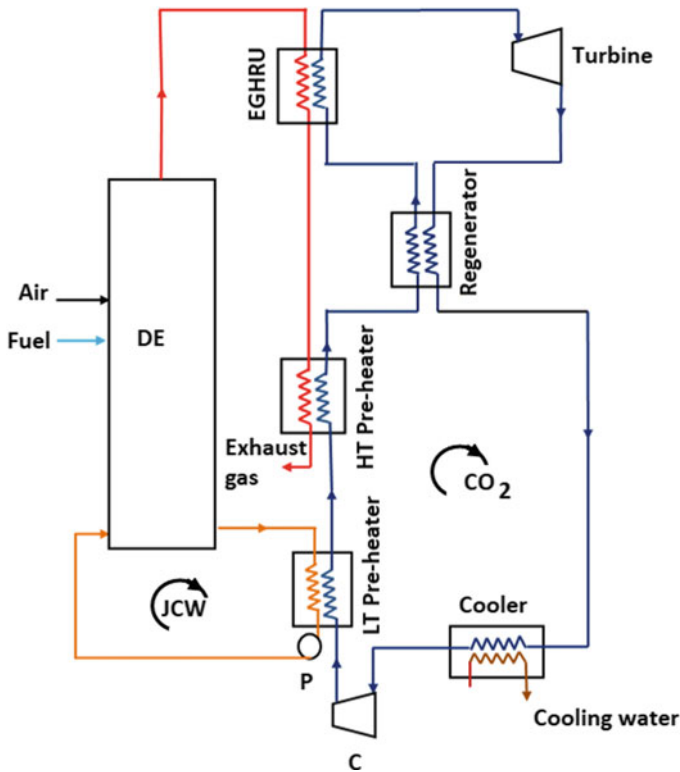 EGHRU
Turbine
Regenerator
Air
Fuel
DE
HT Pre-heater
Exhaust
gas
CO2
LT Pre-heater
JCW
Cooler
P
Cooling water
C